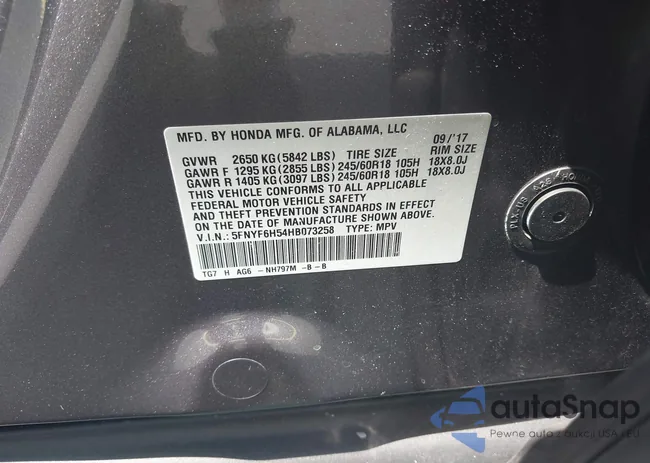 MFD. BY HONDA MFG. OF ALABAMA, LLC 09/'17
GVWR 2650 KG (5842 LBS) TIRE SIZE RIM SIZE
GAWR F 1295 KG (2855 LBS) 245/60R18 105H 18X8.0J
GAWR R 1405 KG (3097 LBS) 245/60R18 105H 18X8.0J
THIS VEHICLE CONFORMS TO ALL APPLICABLE
FEDERAL MOTOR VEHICLE SAFETY
AND THEFT PREVENTION STANDARDS IN EFFECT
ON THE DATE OF MANUFACTURE SHOWN ABOVE.
V.I.N.: 5FNYF6H54HB073258 TYPE: MPV
TG7 H AG6 -NH797M -B -B
autoSnap
Pewne auto z aukcji USA i EU